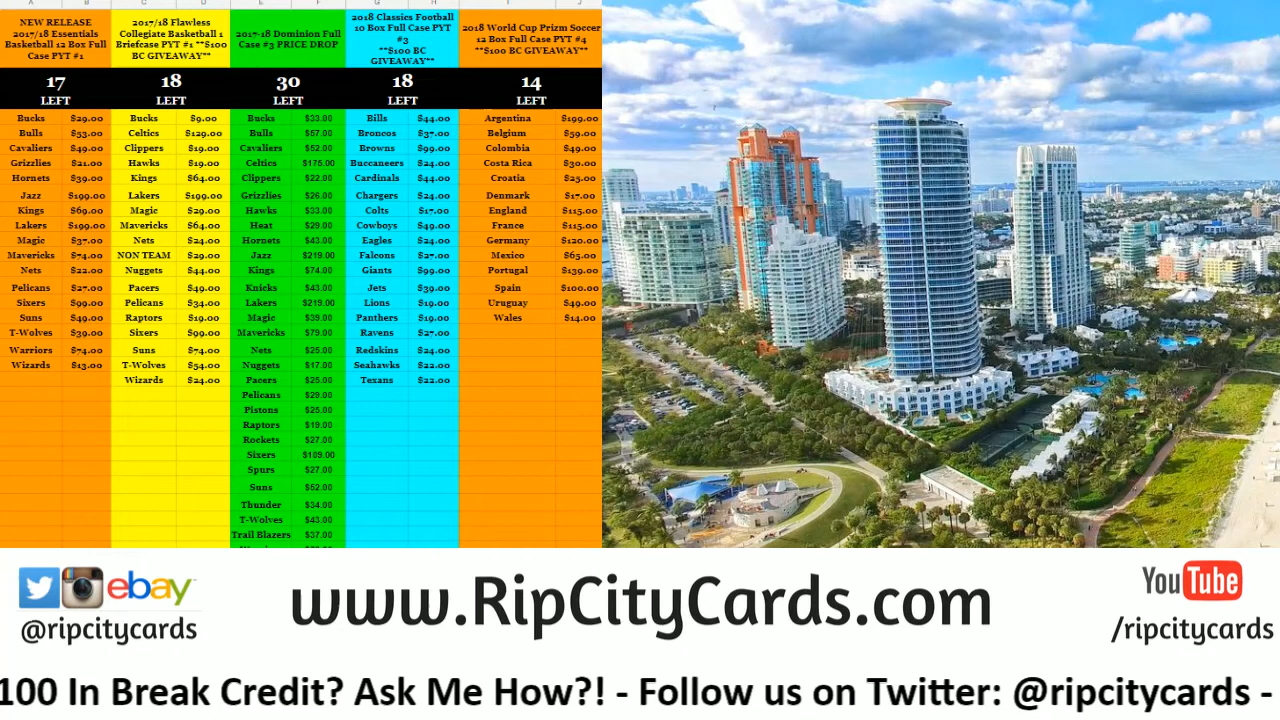 A B C D E F G H I J
NEW RELEASE
2017/18 Essentials
Basketball 12 Box Full
Case PYT #1
17
LEFT
Bucks $29.00
Bulls $53.00
Cavaliers $49.00
Grizzlies $21.00
Hornets $39.00
Jazz $199.00
Kings $69.00
Lakers $199.00
Magic $37.00
Mavericks $74.00
Nets $22.00
Pelicans $27.00
Sixers $99.00
Suns $49.00
T-Wolves $39.00
Warriors $74.00
Wizards $13.00
2017/18 Flawless
Collegiate Basketball 1
Briefcase PYT #1 **$100
BC GIVEAWAY**
18
LEFT
Bucks $9.00
Celtics $129.00
Clippers $19.00
Hawks $19.00
Kings $64.00
Lakers $199.00
Magic $29.00
Mavericks $64.00
Nets $24.00
NON TEAM $29.00
Nuggets $44.00
Pacers $49.00
Pelicans $34.00
Raptors $19.00
Sixers $99.00
Suns $74.00
T-Wolves $54.00
Wizards $24.00
2017-18 Dominion Full
Case #3 PRICE DROP
30
LEFT
Bucks $33.00
Bulls $57.00
Cavaliers $52.00
Celtics $175.00
Clippers $22.00
Grizzlies $26.00
Hawks $33.00
Heat $29.00
Hornets $43.00
Jazz $219.00
Kings $74.00
Knicks $43.00
Lakers $219.00
Magic $39.00
Mavericks $79.00
Nets $25.00
Nuggets $17.00
Pacers $25.00
Pelicans $29.00
Pistons $25.00
Raptors $19.00
Rockets $27.00
Sixers $109.00
Spurs $27.00
Suns $52.00
Thunder $34.00
T-Wolves $43.00
Trail Blazers $37.00
2018 Classics Football
10 Box Full Case PYT
#3
**$100 BC
GIVEAWAY**
18
LEFT
Bills $44.00
Broncos $37.00
Browns $99.00
Buccaneers $24.00
Cardinals $44.00
Chargers $24.00
Colts $17.00
Cowboys $49.00
Eagles $24.00
Falcons $27.00
Giants $99.00
Jets $39.00
Lions $19.00
Panthers $19.00
Ravens $27.00
Redskins $24.00
Seahawks $22.00
Texans $22.00
2018 World Cup Prizm Soccer
12 Box Full Case PYT #4
**$100 BC GIVEAWAY**
14
LEFT
Argentina $199.00
Belgium $59.00
Colombia $49.00
Costa Rica $30.00
Croatia $25.00
Denmark $17.00
England $115.00
France $115.00
Germany $120.00
Mexico $65.00
Portugal $139.00
Spain $100.00
Uruguay $49.00
Wales $14.00
ebay
@ripcitycards
www.RipCityCards.com
YouTube
/ripcitycards
100 In Break Credit? Ask Me How?! - Follow us on Twitter: @ripcitycards -